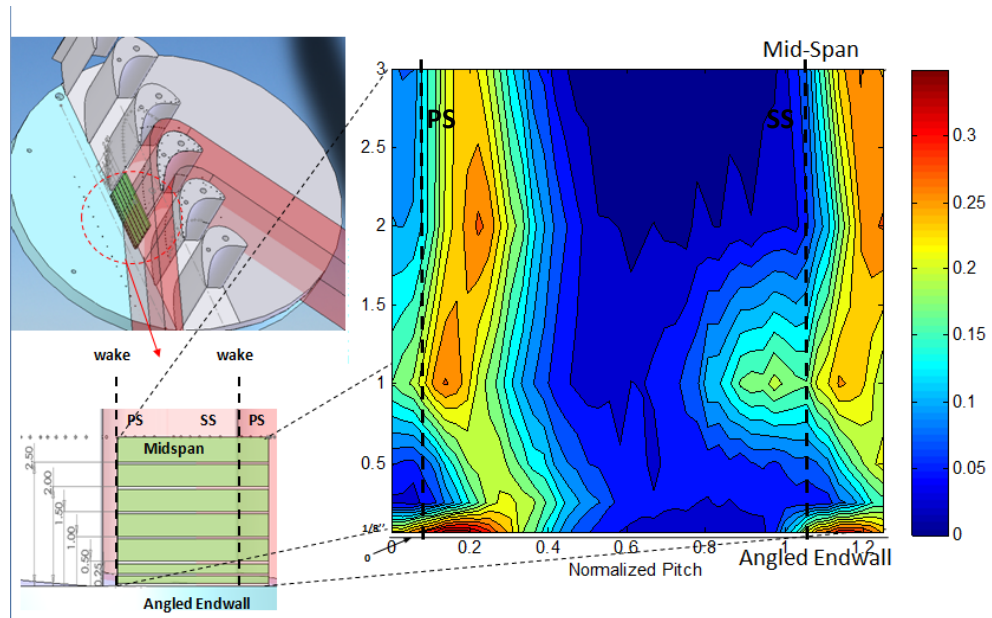 Mid-Span
3
PS
SS
2.5
2
1.5
1
0.5
1/8''
0
0
0.2
0.4
0.6
0.8
1
1.2
Normalized Pitch
Angled Endwall
0.3
0.25
0.2
0.15
0.1
0.05
0
wake
wake
PS
SS
PS
Midspan
2.50
2.00
1.50
1.00
0.50
0.25
Angled Endwall